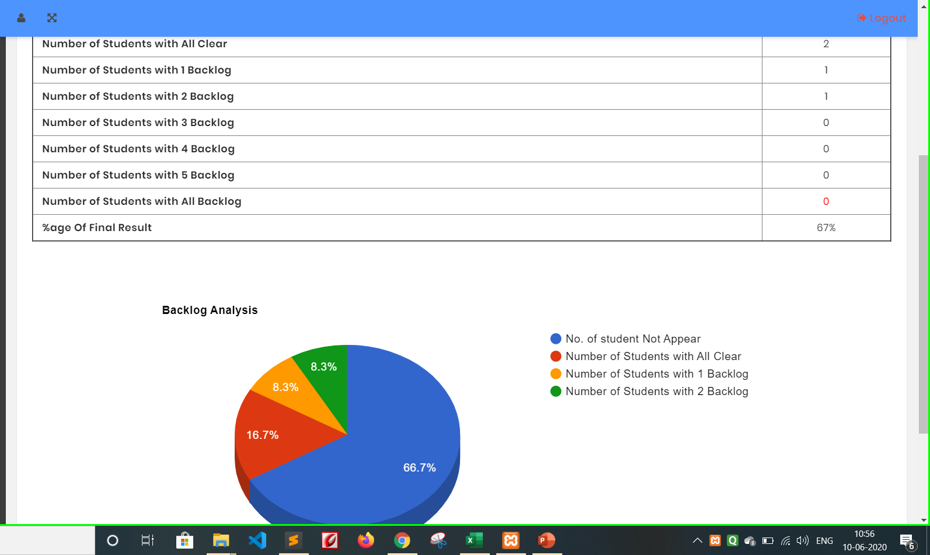 Logout
Number of Students with All Clear 2
Number of Students with 1 Backlog 1
Number of Students with 2 Backlog 1
Number of Students with 3 Backlog 0
Number of Students with 4 Backlog 0
Number of Students with 5 Backlog 0
Number of Students with All Backlog 0
%age Of Final Result 67%
Backlog Analysis
No. of student Not Appear
Number of Students with All Clear
Number of Students with 1 Backlog
Number of Students with 2 Backlog
8.3%
8.3%
16.7%
66.7%
ENG
10:56
10-06-2020
6